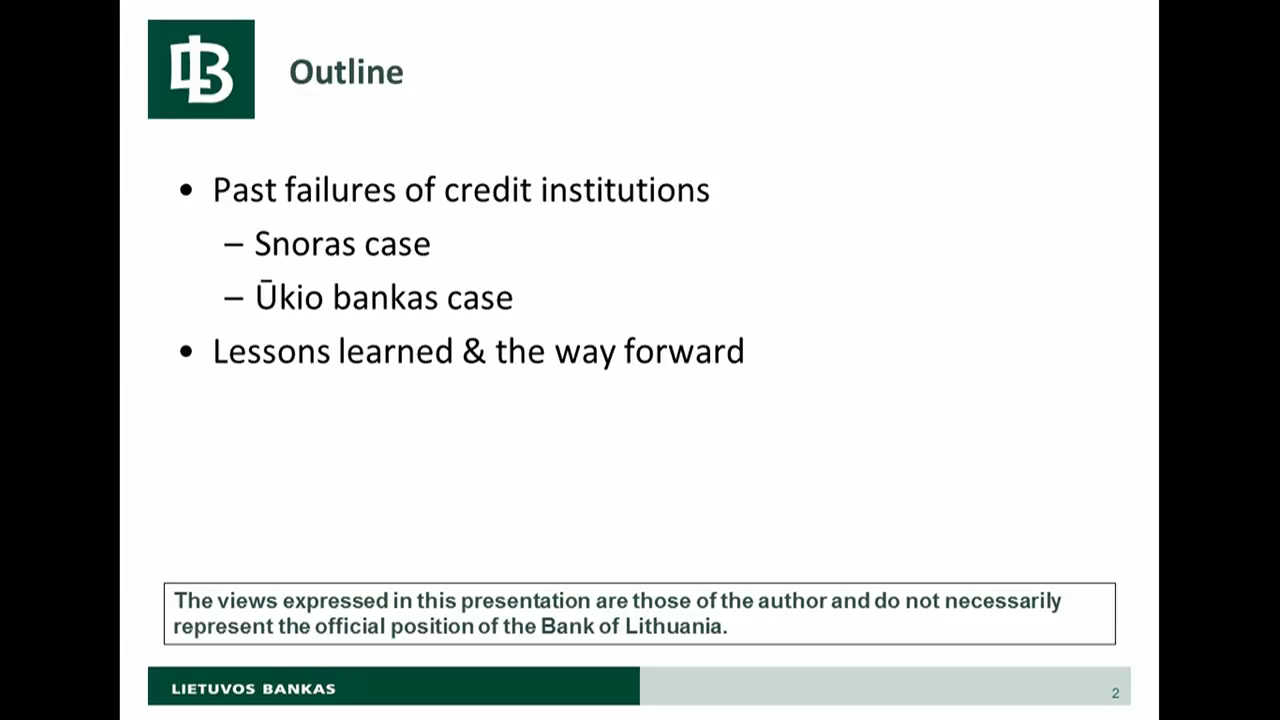 Outline
• Past failures of credit institutions
– Snoras case
– Ūkio bankas case
• Lessons learned & the way forward
The views expressed in this presentation are those of the author and do not necessarily
represent the official position of the Bank of Lithuania.
LIETUVOS BANKAS
2